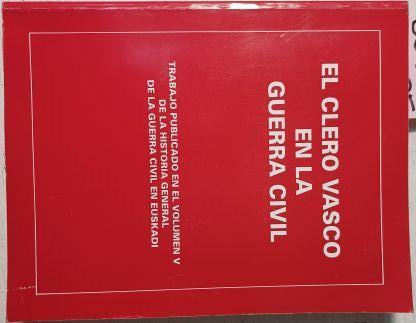 EL CLERO VASCO
EN LA
GUERRA CIVIL
TRABAJO PUBLICADO EN EL VOLUMEN V
DE LA HISTORIA GENERAL
DE LA GUERRA CIVIL EN EUSKADI